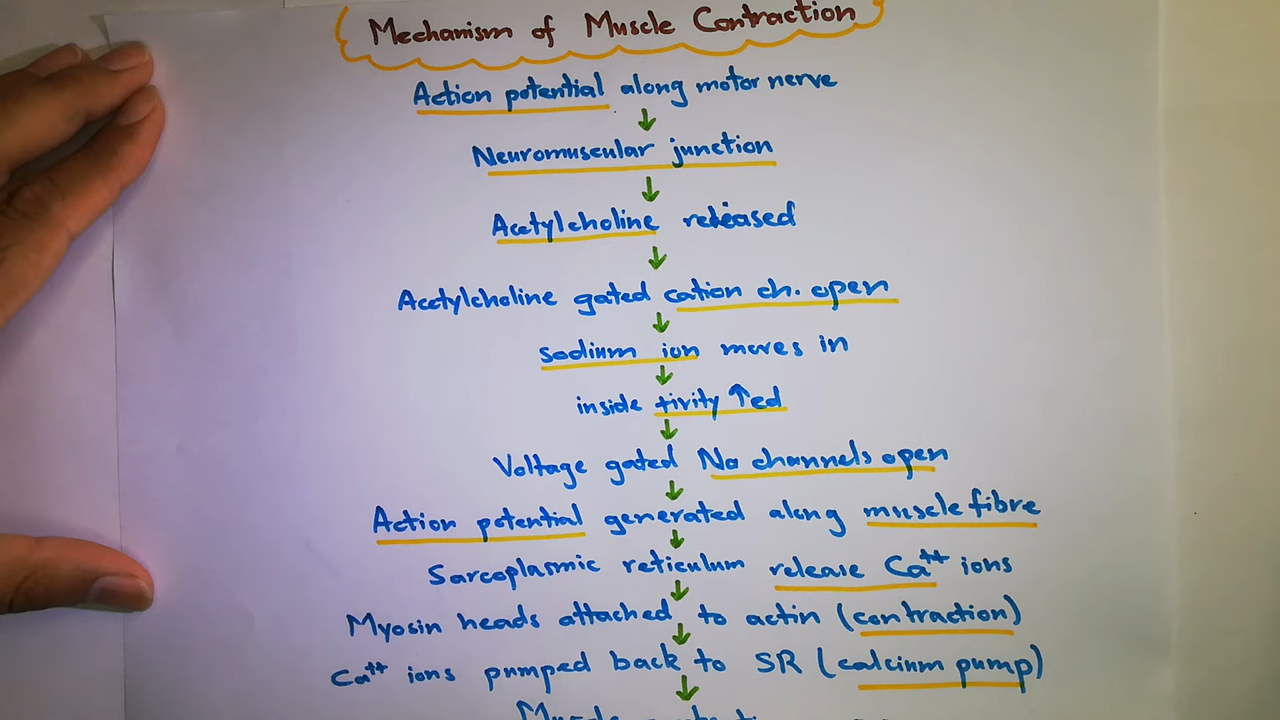 Mechanism of Muscle Contraction
Action potential along motor nerve
↓
Neuromuscular junction
↓
Acetylcholine released
↓
Acetylcholine gated cation ch. open
↓
sodium ion moves in
↓
inside tivity ↑ed
↓
Voltage gated Na channels open
↓
Action potential generated along muscle fibre
↓
Sarcoplasmic reticulum release Ca⁺⁺ ions
↓
Myosin heads attached to actin (contraction)
↓
Ca⁺⁺ ions pumped back to SR (calcium pump)
↓
Muscle